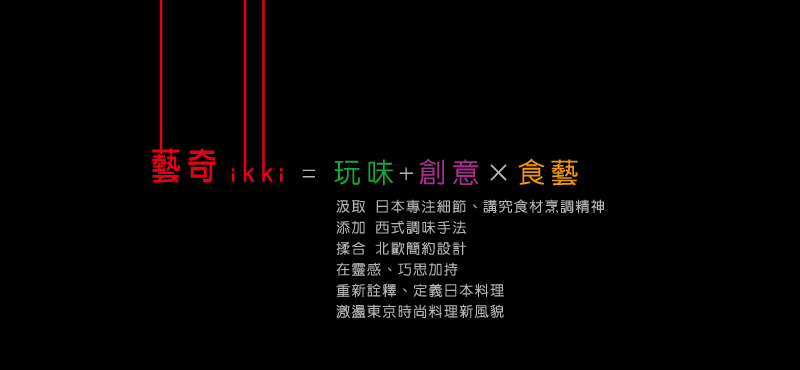 藝奇 ikki = 玩味+創意×食藝
汲取 日本專注細節、講究食材烹調精神
添加 西式調味手法
揉合 北歐簡約設計
在靈感、巧思加持
重新詮釋、定義日本料理
激盪東京時尚料理新風貌